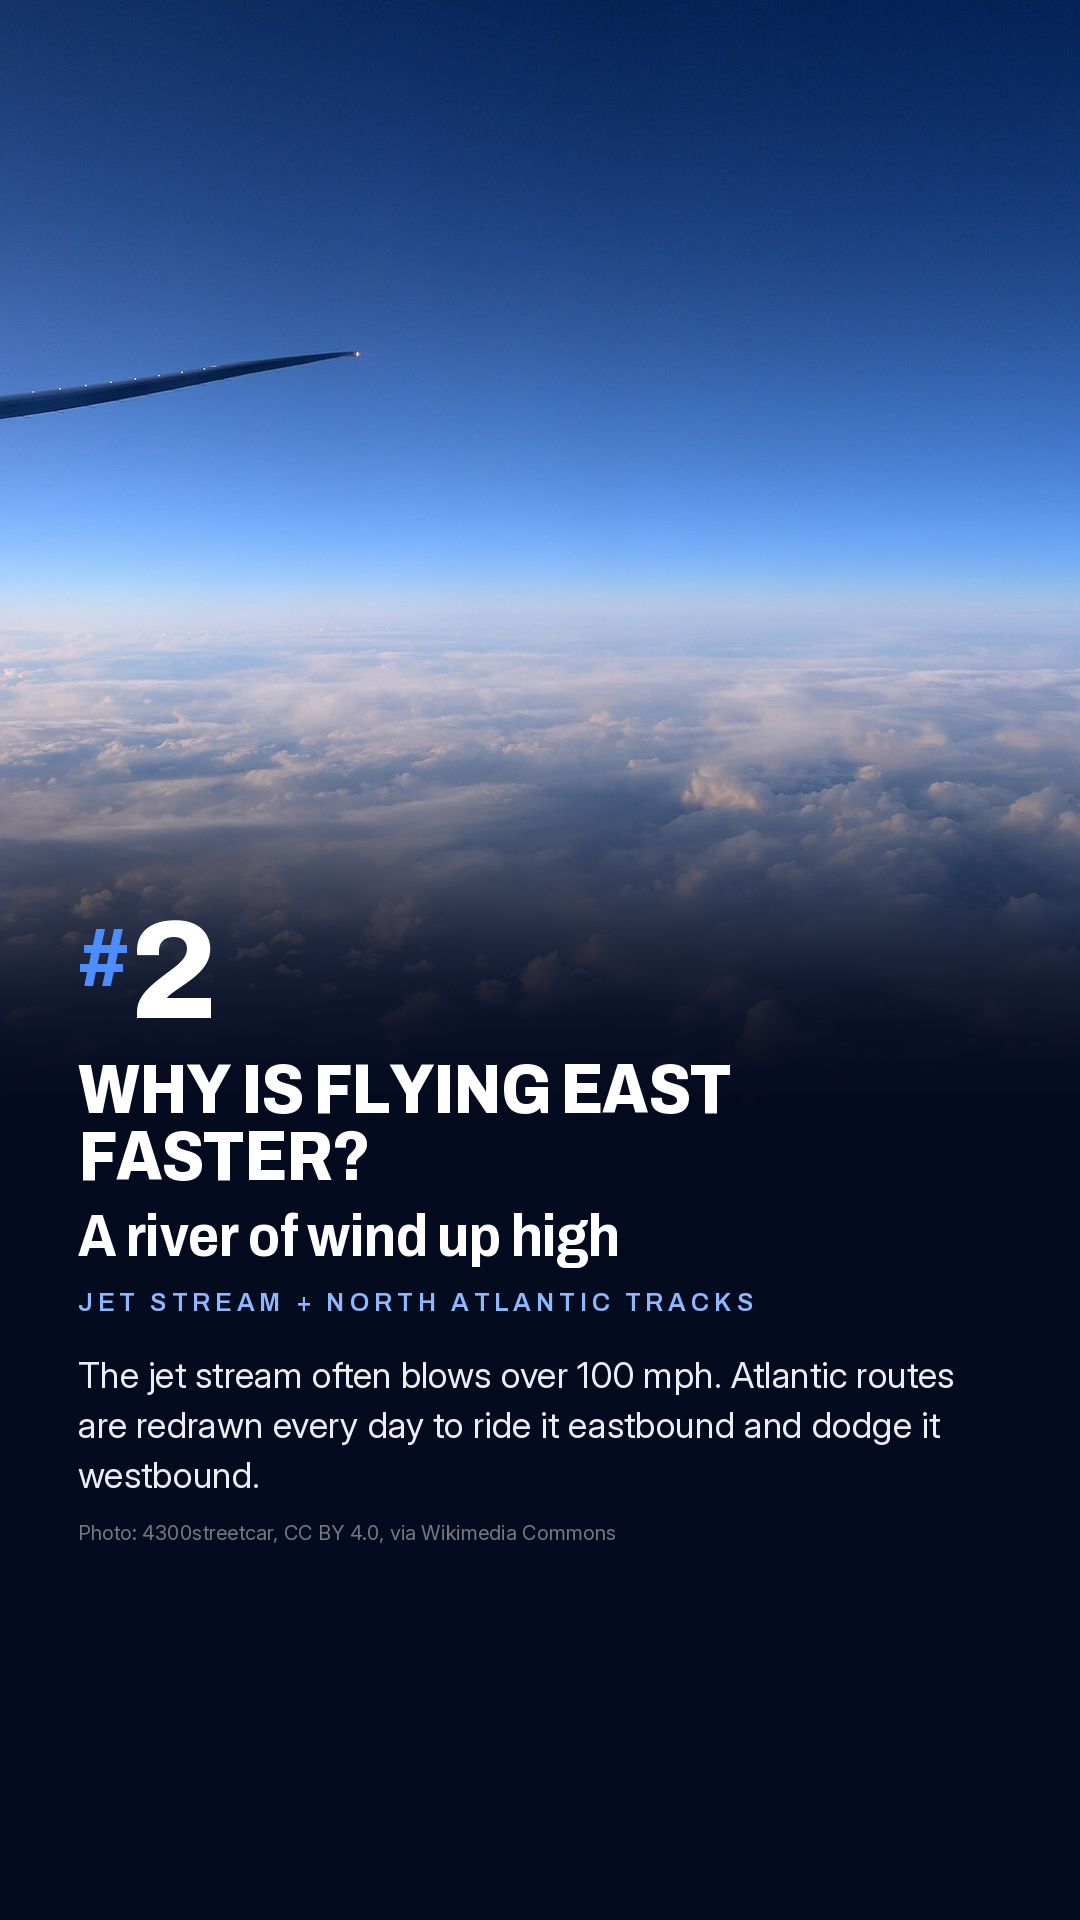 #2
WHY IS FLYING EAST
FASTER?
A river of wind up high
JET STREAM + NORTH ATLANTIC TRACKS
The jet stream often blows over 100 mph. Atlantic routes
are redrawn every day to ride it eastbound and dodge it
westbound.
Photo: 4300streetcar, CC BY 4.0, via Wikimedia Commons